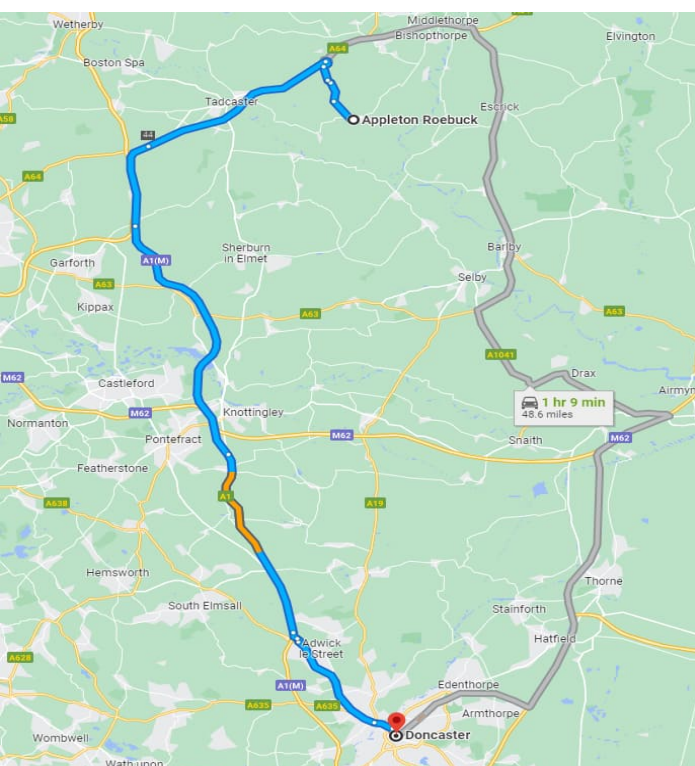 Middlethorpe
Wetherby
A64
Bishopthorpe
Elvington
Boston Spa
Tadcaster
Escrick
Appleton Roebuck
A58
44
A64
Sherburn
in Elmet
Barlby
A1(M)
Garforth
Selby
A63
Kippax
A63
A63
A1041
Drax
M62
Castleford
1 hr 9 min
48.6 miles
Airmyn
Knottingley
M62
Normanton
Pontefract
M62
Snaith
M62
Featherstone
A638
A1
A19
Hemsworth
Thorne
South Elmsall
Stainforth
Hatfield
Adwick
le Street
A628
A1(M)
Edenthorpe
A635
A635
Armthorpe
Doncaster
Wombwell
Wath upon